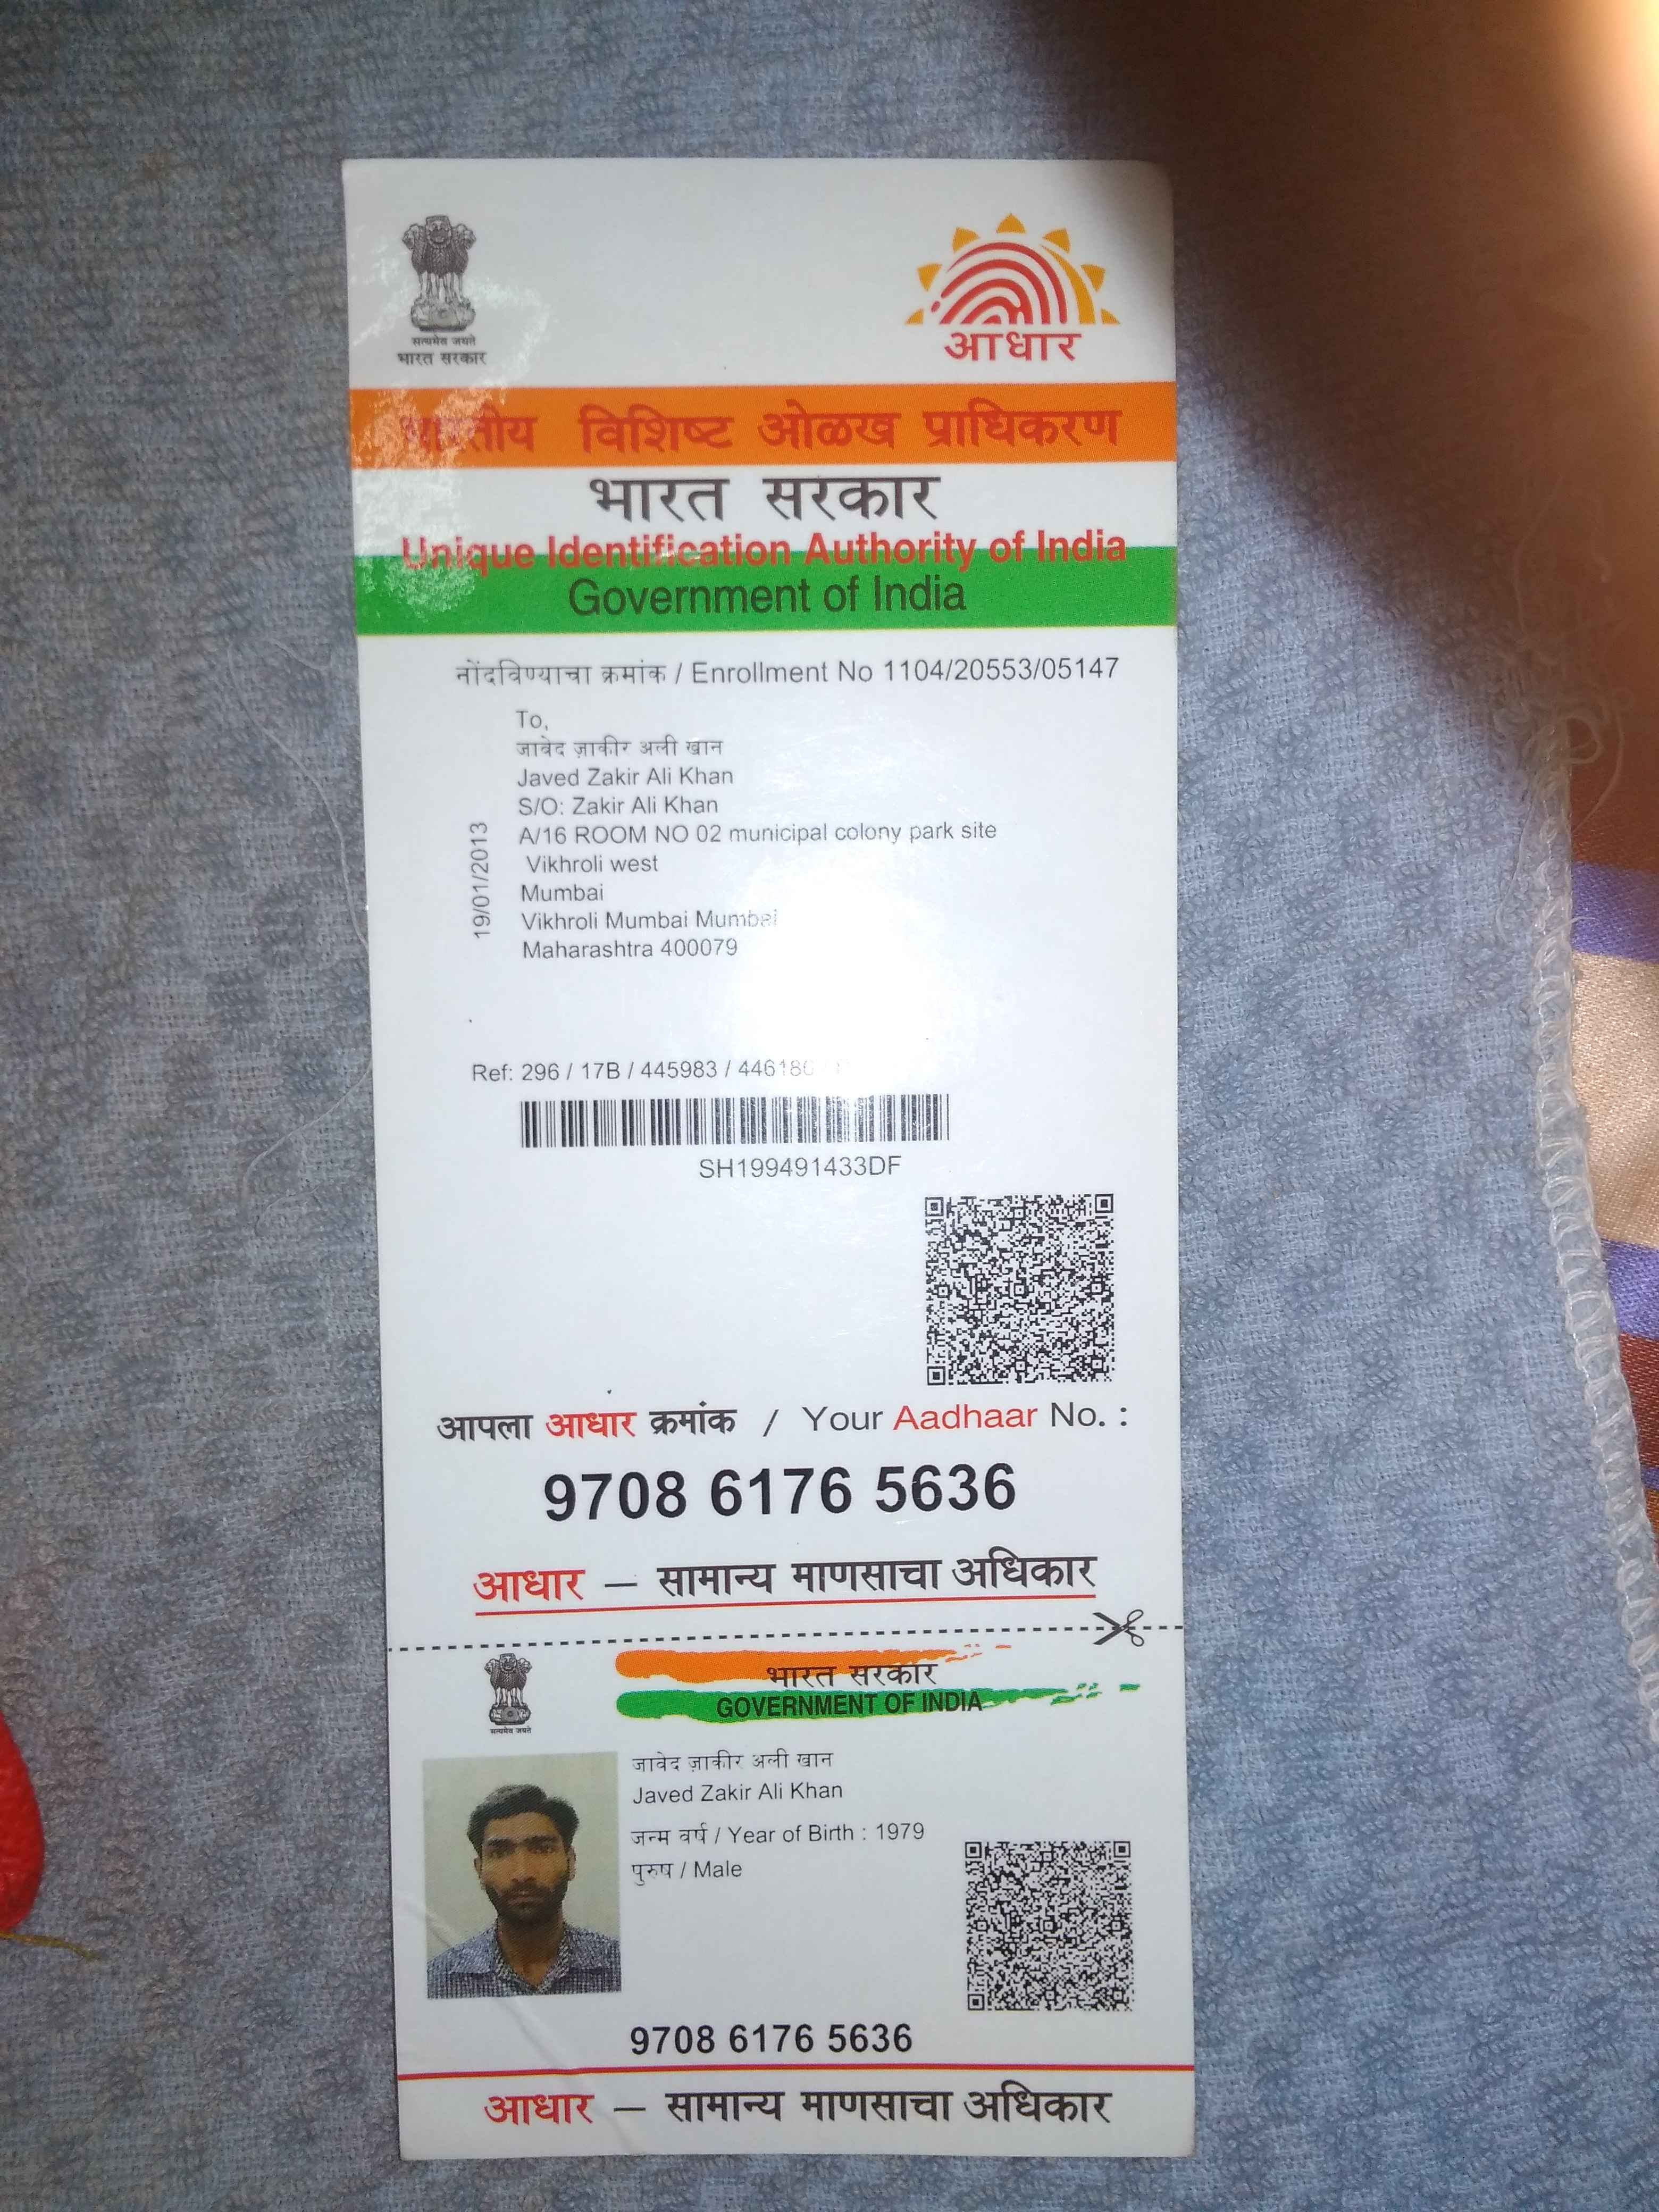 सत्यमेव जयते
भारत सरकार
आधार
भारतीय विशिष्ट ओळख प्राधिकरण
भारत सरकार
Unique Identification Authority of India
Government of India
नोंदविण्याचा क्रमांक / Enrollment No 1104/20553/05147
To,
जावेद ज़ाकीर अली खान
Javed Zakir Ali Khan
S/O: Zakir Ali Khan
A/16 ROOM NO 02 municipal colony park site
Vikhroli west
Mumbai
Vikhroli Mumbai Mumbai
Maharashtra 400079
19/01/2013
Ref: 296 / 17B / 445983 / 446186
SH199491433DF
आपला आधार क्रमांक / Your Aadhaar No. :
9708 6176 5636
आधार — सामान्य माणसाचा अधिकार
सत्यमेव जयते
भारत सरकार
GOVERNMENT OF INDIA
जावेद ज़ाकीर अली खान
Javed Zakir Ali Khan
जन्म वर्ष / Year of Birth : 1979
पुरुष / Male
9708 6176 5636
आधार — सामान्य माणसाचा अधिकार